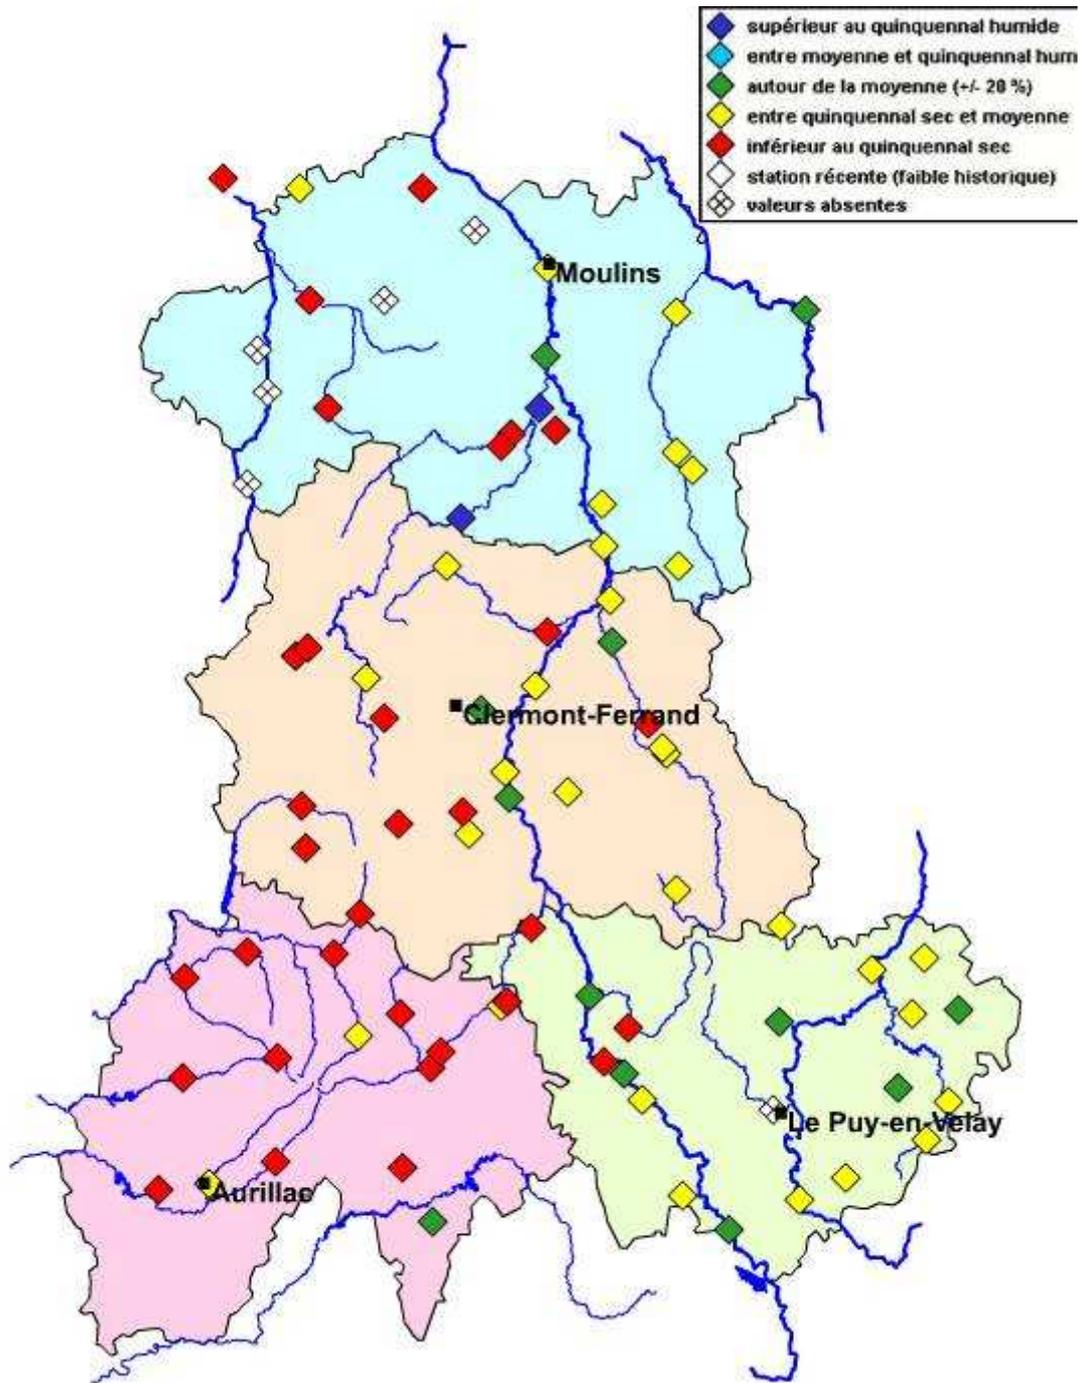 supérieur au quinquennal humide
entre moyenne et quinquennal hum
autour de la moyenne (+/- 20 %)
entre quinquennal sec et moyenne
inférieur au quinquennal sec
station récente (faible historique)
valeurs absentes
Moulins
Clermont-Ferrand
Le Puy-en-Velay
Aurillac